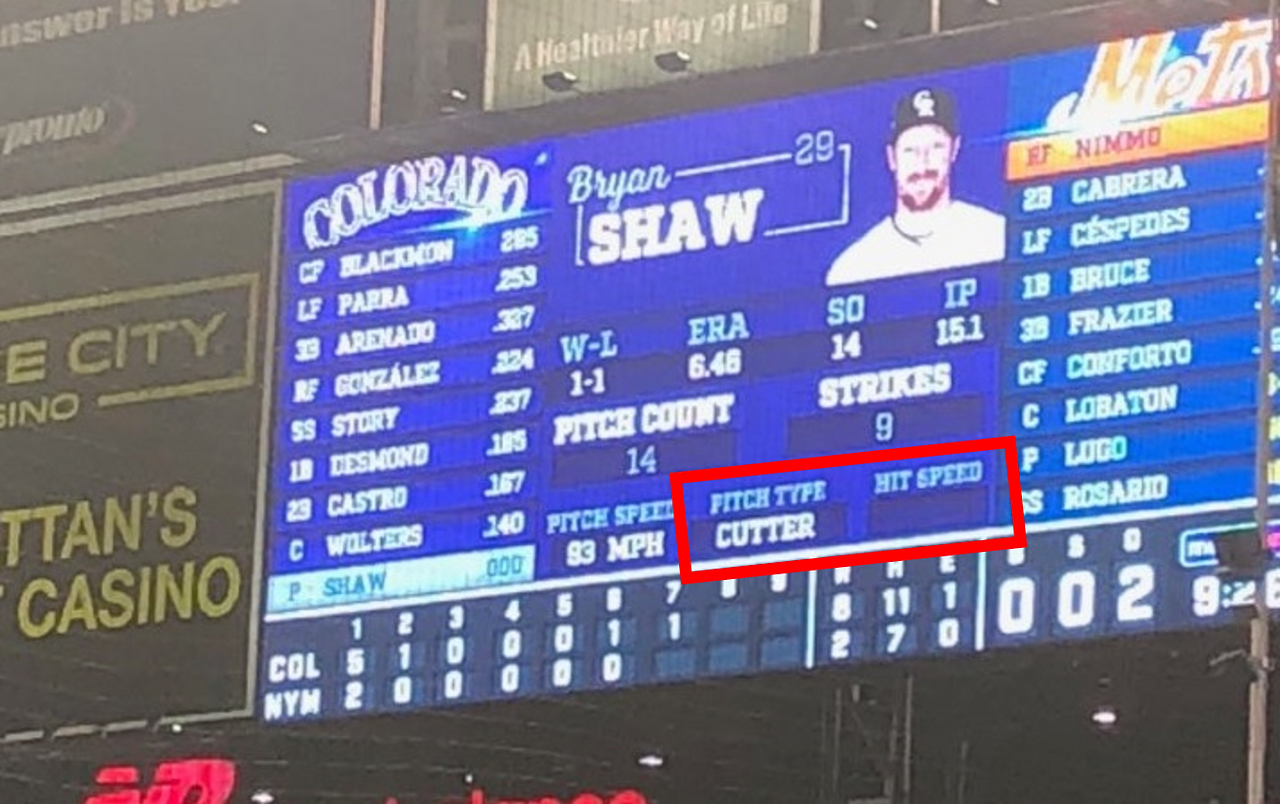 A Healthier Way of Life
pronto
E CITY
SINO
TTAN'S
CASINO
COLORADO
CF BLACKMON 285
LF PARRA .253
3B ARENADO .327
RF GONZÁLEZ .224
SS STORY .237
1B DESMOND .185
2B CASTRO .167
C WOLTERS .140
P SHAW 000
Bryan 29
SHAW
W-L ERA SO IP
1-1 6.46 14 15.1
PITCH COUNT STRIKES
14 9
PITCH SPEED PITCH TYPE HIT SPEED
93 MPH CUTTER
Mets
RF NIMMO
2B CABRERA
LF CÉSPEDES
1B BRUCE
3B FRAZIER
CF CONFORTO
C LOBATON
P LUGO
SS ROSARIO
1 2 3 4 5 6 7 8 9 R H E B S O
COL 5 1 0 0 0 1 1 8 11 1 0 0 2
NYM 2 0 0 0 0 0 2 7 0